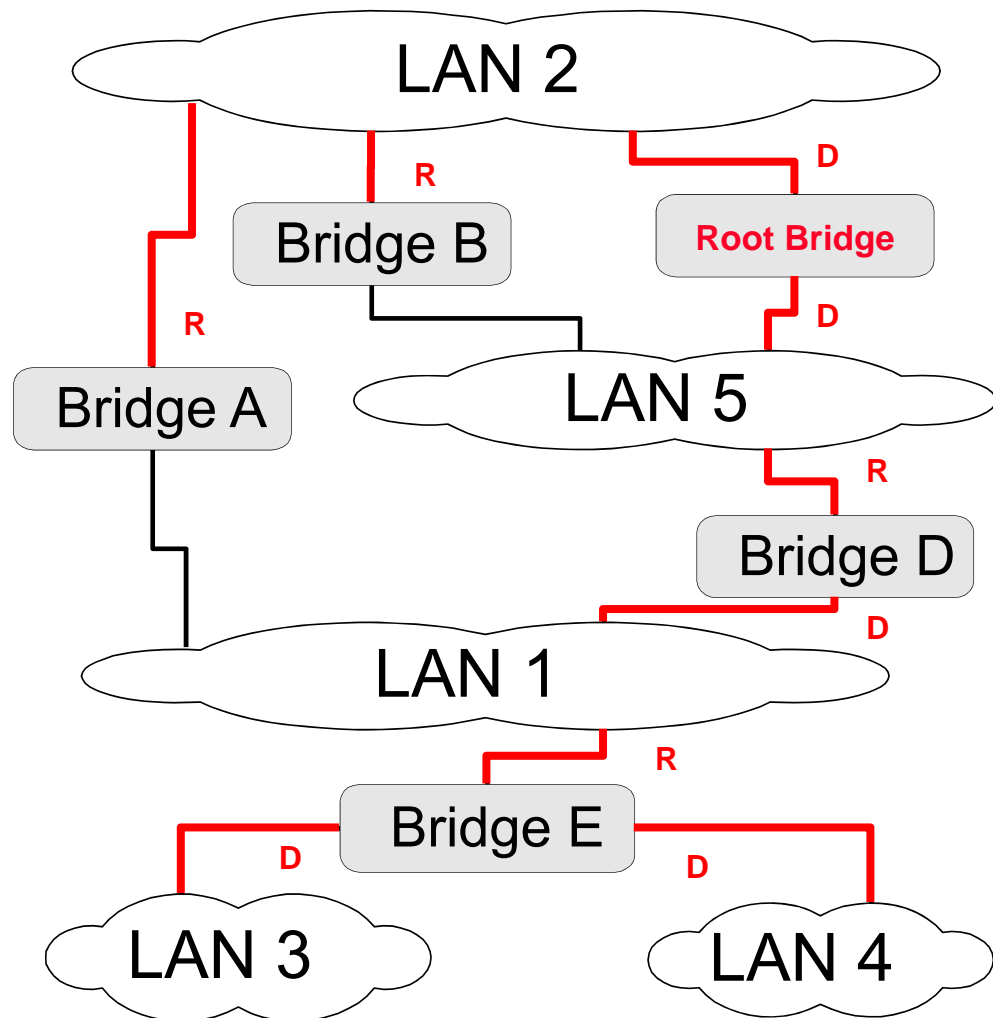 LAN 2
D
R
Bridge B
Root Bridge
R
D
Bridge A
LAN 5
R
Bridge D
D
LAN 1
R
Bridge E
D
D
LAN 3
LAN 4